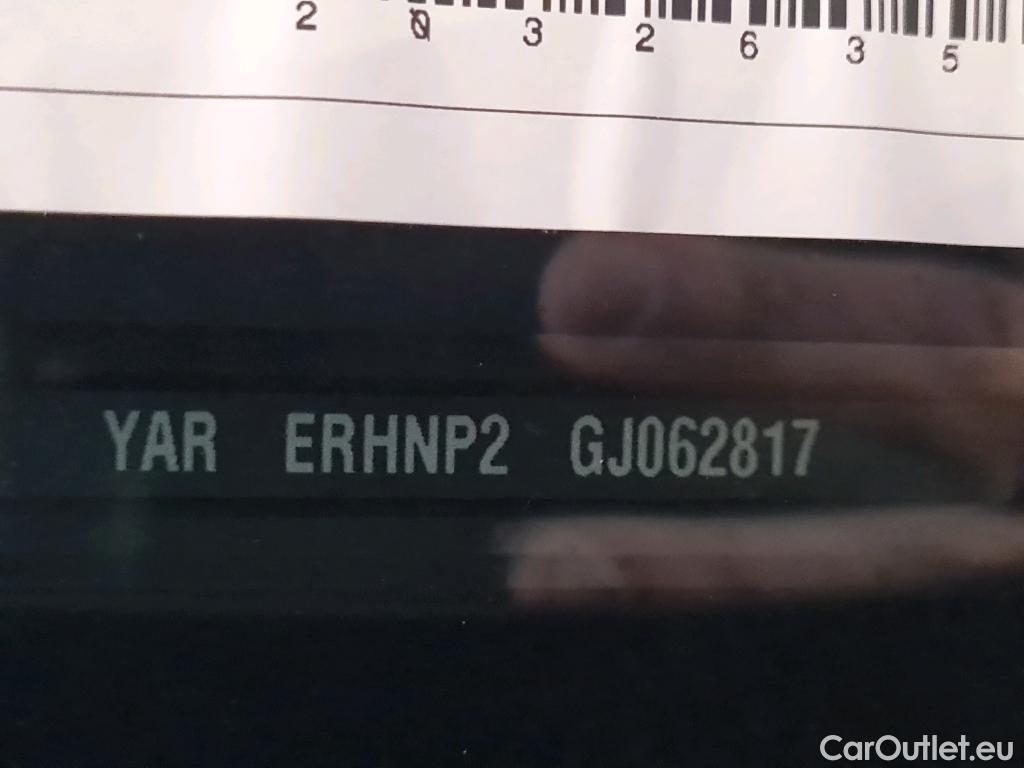 2 0 3 2 6 3 5
YAR ERHNP2 GJ062817
CarOutlet.eu